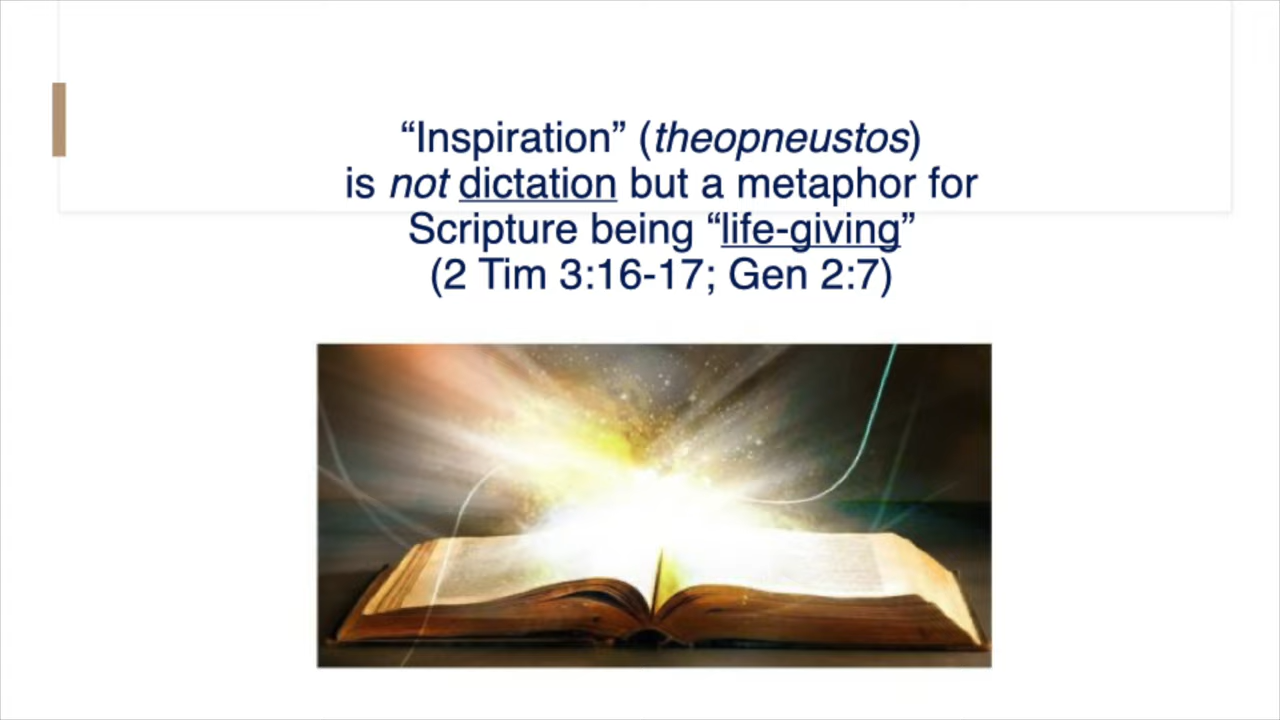 “Inspiration” (theopneustos)
is not dictation but a metaphor for
Scripture being “life-giving”
(2 Tim 3:16-17; Gen 2:7)